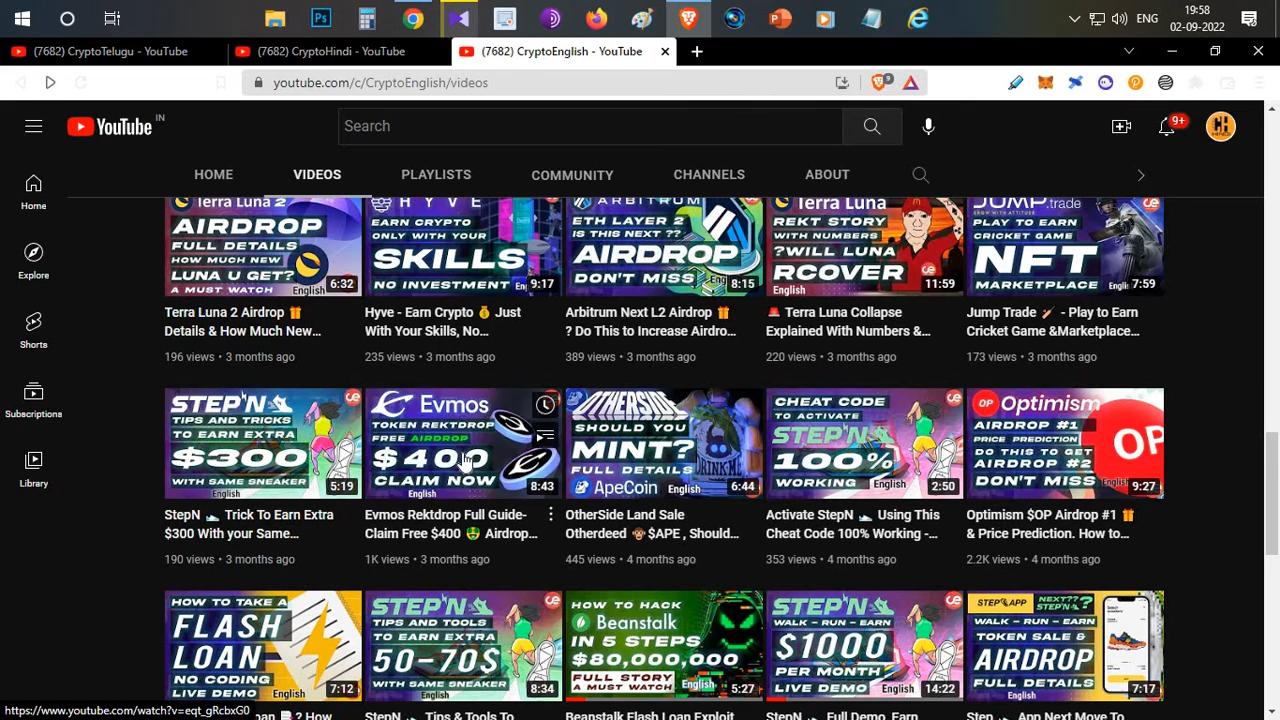 19:58
ENG
02-09-2022
(7682) CryptoTelugu - YouTube
(7682) CryptoHindi - YouTube
(7682) CryptoEnglish - YouTube
youtube.com/c/CryptoEnglish/videos
9
YouTube IN
Search
9+
HOME VIDEOS PLAYLISTS COMMUNITY CHANNELS ABOUT
Home
Explore
Shorts
Subscriptions
Library
Terra Luna 2
AIRDROP
FULL DETAILS
HOW MUCH NEW
LUNA U GET?
A MUST WATCH
English
6:32
Terra Luna 2 Airdrop 🎁
Details & How Much New...
196 views • 3 months ago
HYVE
EARN CRYPTO
ONLY WITH YOUR
SKILLS
NO INVESTMENT
9:17
Hyve - Earn Crypto 💰 Just
With Your Skills, No...
235 views • 3 months ago
ARBITRUM
ETH LAYER 2
IS THIS NEXT ??
AIRDROP
DON'T MISS
8:15
Arbitrum Next L2 Airdrop 🎁
? Do This to Increase Airdro...
389 views • 3 months ago
Terra Luna
REKT STORY
WITH NUMBERS
?WILL LUNA
RCOVER
English
11:59
🚨 Terra Luna Collapse
Explained With Numbers &...
220 views • 3 months ago
JUMP.trade
GROW WITH ATTITUDE
PLAY EARN
CRICKET GAME
NFT
MARKETPLACE
English
7:59
Jump Trade 🏏 - Play to Earn
Cricket Game &Marketplace...
173 views • 3 months ago
STEP'N
TIPS AND TRICKS
TO EARN EXTRA
$300
WITH SAME SNEAKER
English
5:19
StepN 👟 Trick To Earn Extra
$300 With your Same...
190 views • 3 months ago
Evmos
TOKEN REKTDROP
FREE AIRDROP
$400
CLAIM NOW
English
8:43
Evmos Rektdrop Full Guide-
Claim Free $400 🤑 Airdrop...
1K views • 3 months ago
OTHERSIDE
SHOULD YOU
MINT?
FULL DETAILS
ApeCoin
English
DRINK ME
6:44
OtherSide Land Sale
Otherdeed 🐵 $APE , Should...
445 views • 4 months ago
CHEAT CODE
TO ACTIVATE
STEP'N
100%
WORKING
English
2:50
Activate StepN 👟 Using This
Cheat Code 100% Working -...
353 views • 4 months ago
OP Optimism
AIRDROP #1
PRICE PREDICTION
DO THIS TO GET
AIRDROP #2
DON'T MISS
OP
9:27
Optimism $OP Airdrop #1 🎁
& Price Prediction. How to...
2.2K views • 4 months ago
HOW TO TAKE A
FLASH
LOAN
NO CODING
LIVE DEMO
English
7:12
STEP'N
TIPS AND TOOLS
TO EARN EXTRA
50-70$
WITH SAME SNEAKER
English
8:34
HOW TO HACK
Beanstalk
IN 5 STEPS
$80,000,000
FULL STORY
A MUST WATCH
English
5:27
STEP'N
WALK - RUN - EARN
$1000
PER MONTH
LIVE DEMO
English
14:22
STEP APP
NEXT???
STEP'N
WALK - RUN - EARN
TOKEN SALE &
AIRDROP
FULL DETAILS
English
7:17
https://www.youtube.com/watch?v=eqt_gRcbxG0